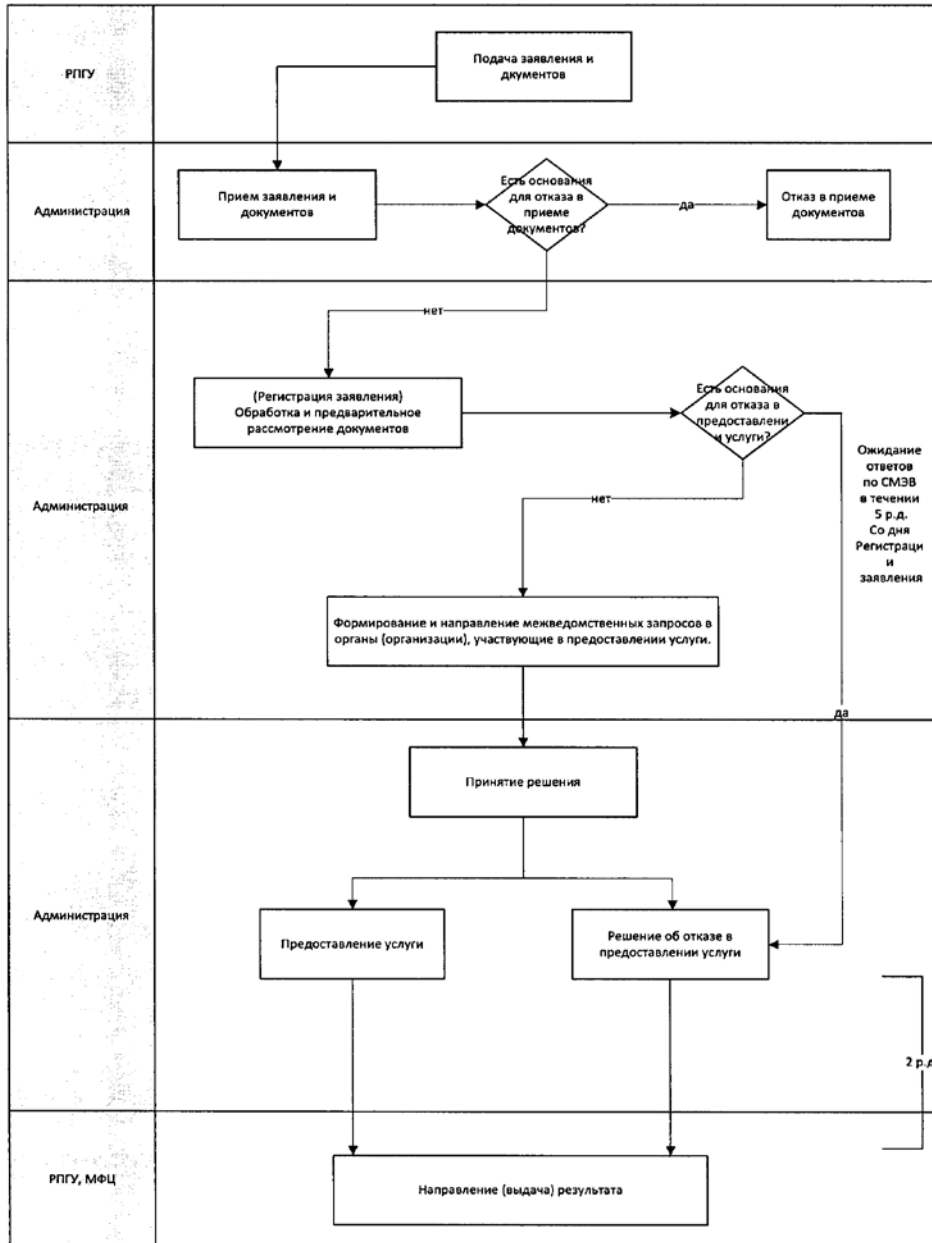 РПГУ
Подача заявления и
дкументов
Администрация
Прием заявления и
документов
Есть основания
для отказа в
приеме
документов?
да
Отказ в приеме
документов
нет
Администрация
(Регистрация заявления)
Обработка и предварительное
рассмотрение документов
Есть основания
для отказа в
предоставлени
и услуги?
Ожидание
ответов
по СМЭВ
в течении
5 р.д.
Со дня
Регистраци
и
заявления
нет
Формирование и направление межведомственных запросов в
органы (организации), участвующие в предоставлении услуги.
да
Администрация
Принятие решения
Предоставление услуги
Решение об отказе в
предоставлении услуги
2 р.д
РПГУ, МФЦ
Направление (выдача) результата